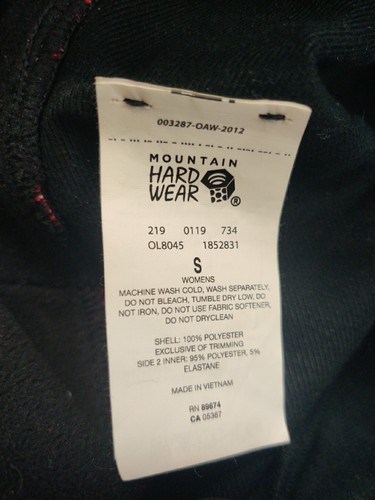 003287-OAW-2012
MOUNTAIN
HARD
WEAR ®
219 0119 734
OL8045 1852831
S
WOMENS
MACHINE WASH COLD, WASH SEPARATELY,
DO NOT BLEACH, TUMBLE DRY LOW, DO
NOT IRON, DO NOT USE FABRIC SOFTENER,
DO NOT DRYCLEAN
SHELL: 100% POLYESTER
EXCLUSIVE OF TRIMMING
SIDE 2 INNER: 95% POLYESTER, 5%
ELASTANE
MADE IN VIETNAM
RN 69674
CA 05367